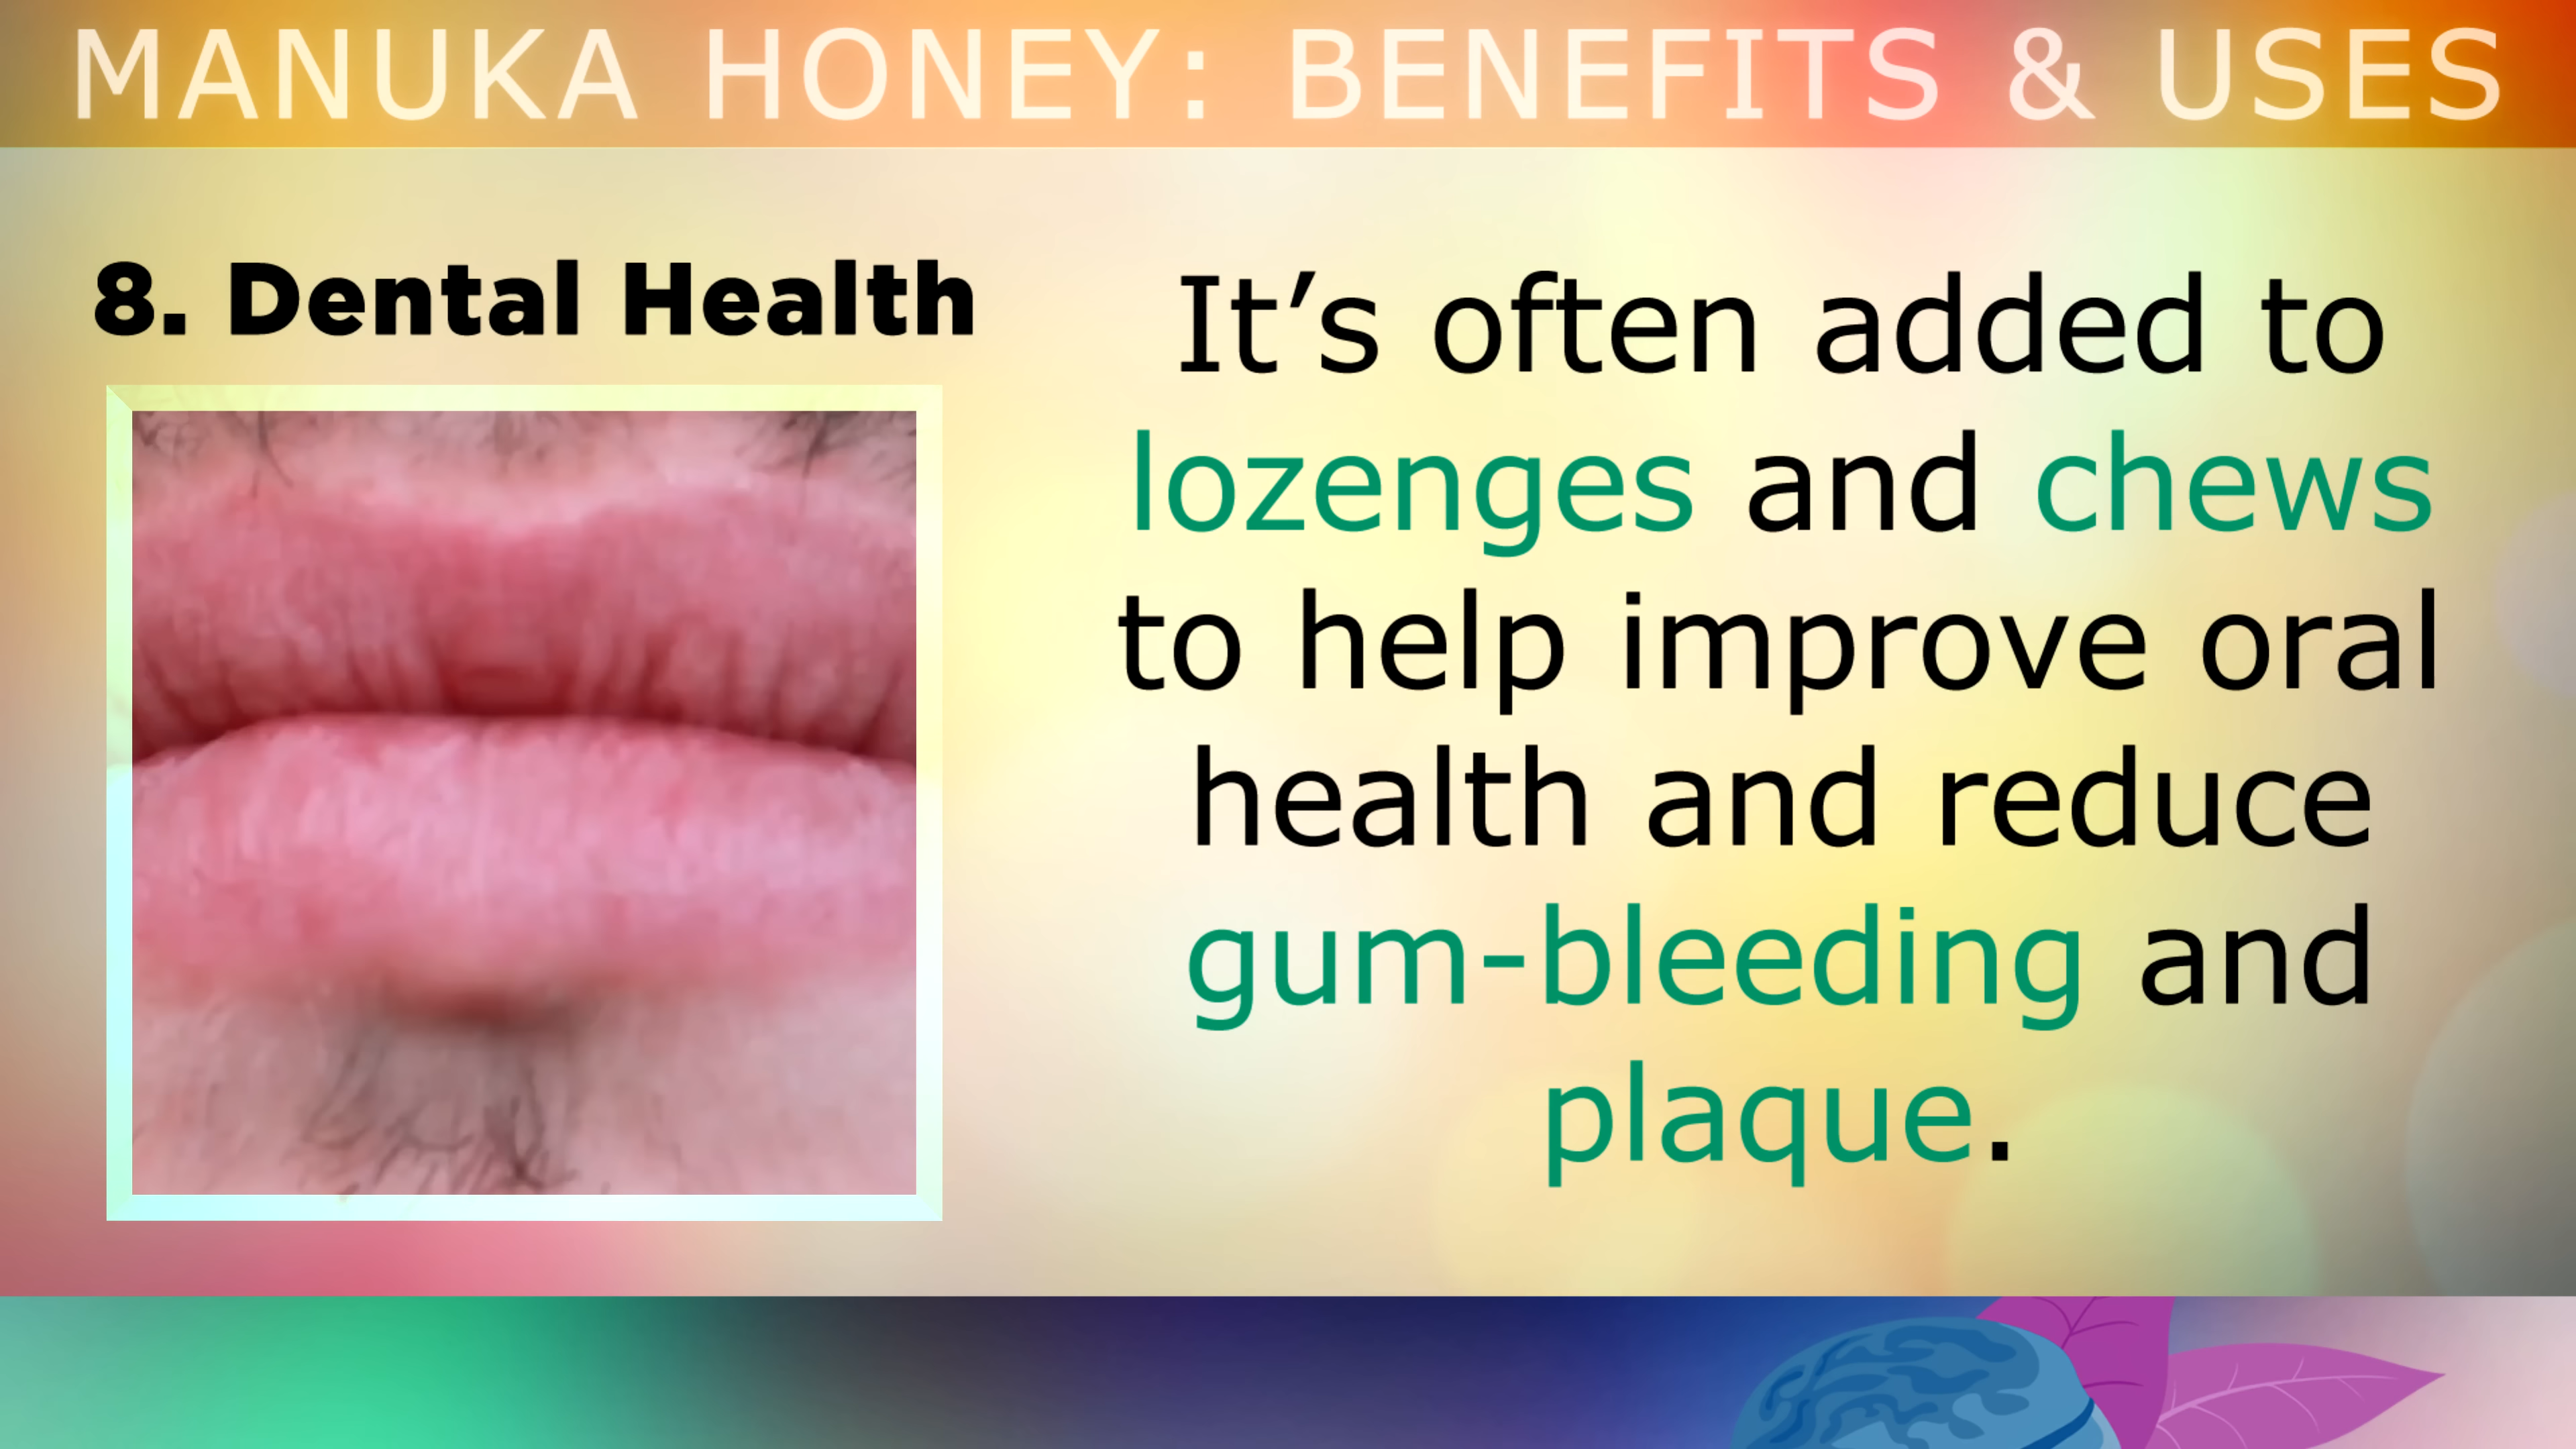 MANUKA HONEY: BENEFITS & USES
8. Dental Health
It’s often added to
lozenges and chews
to help improve oral
health and reduce
gum-bleeding and
plaque.